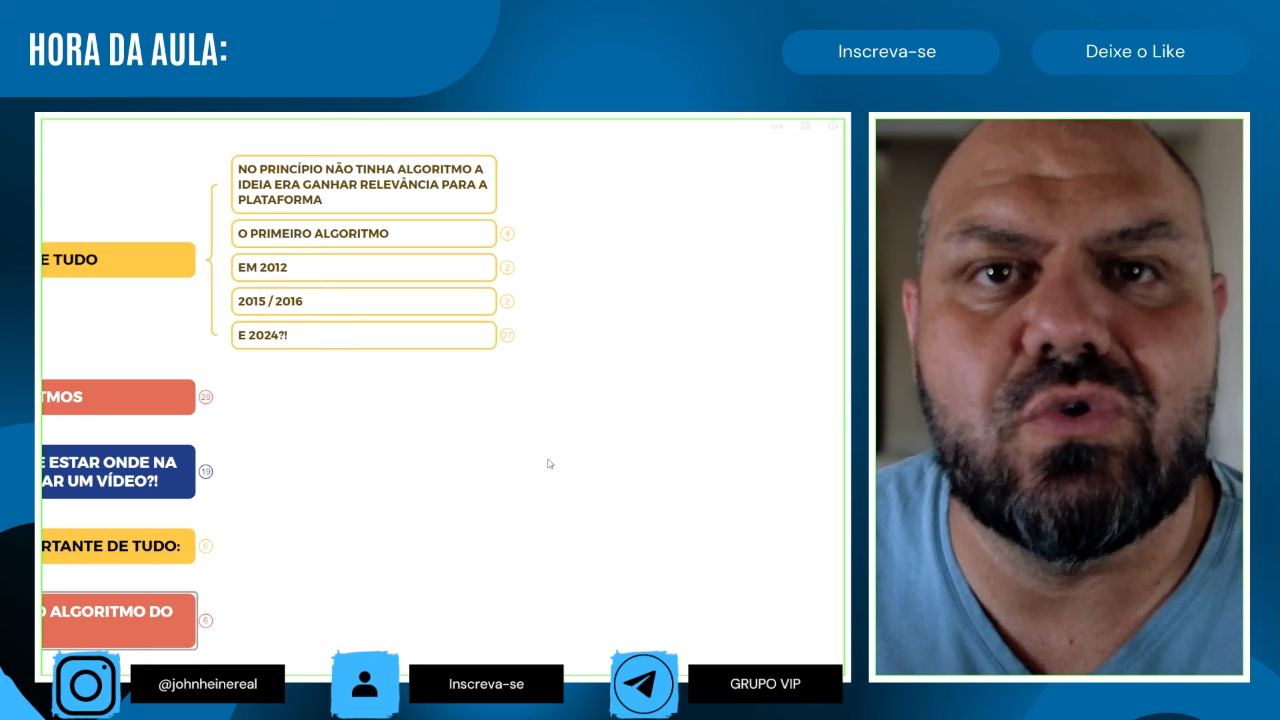 HORA DA AULA:
Inscreva-se
Deixe o Like
NO PRINCÍPIO NÃO TINHA ALGORITMO A
IDEIA ERA GANHAR RELEVÂNCIA PARA A
PLATAFORMA
O PRIMEIRO ALGORITMO
4
EM 2012
2
E TUDO
2015 / 2016
2
E 2024?!
27
TMOS
28
E ESTAR ONDE NA
AR UM VÍDEO?!
19
RTANTE DE TUDO:
6
O ALGORITMO DO
6
@johnheinereal
Inscreva-se
GRUPO VIP